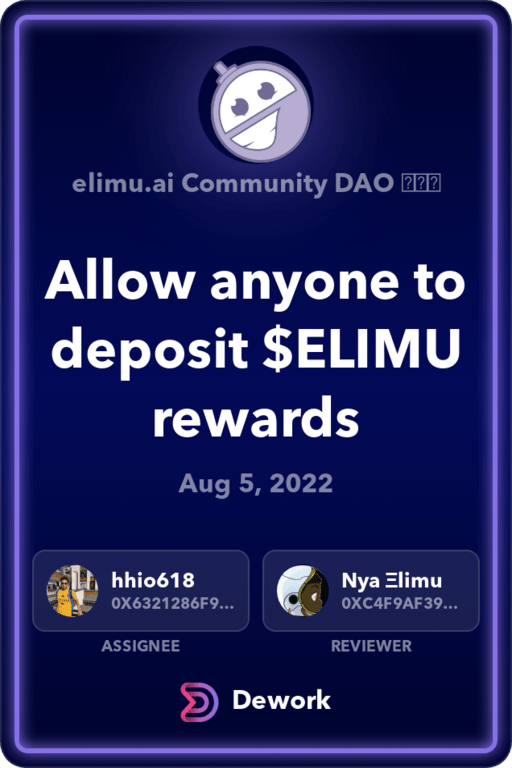 elimu.ai Community DAO
Allow anyone to
deposit $ELIMU
rewards
Aug 5, 2022
hhio618
0X6321286F9...
Nya Ξlimu
0XC4F9AF39...
ASSIGNEE
REVIEWER
Dework